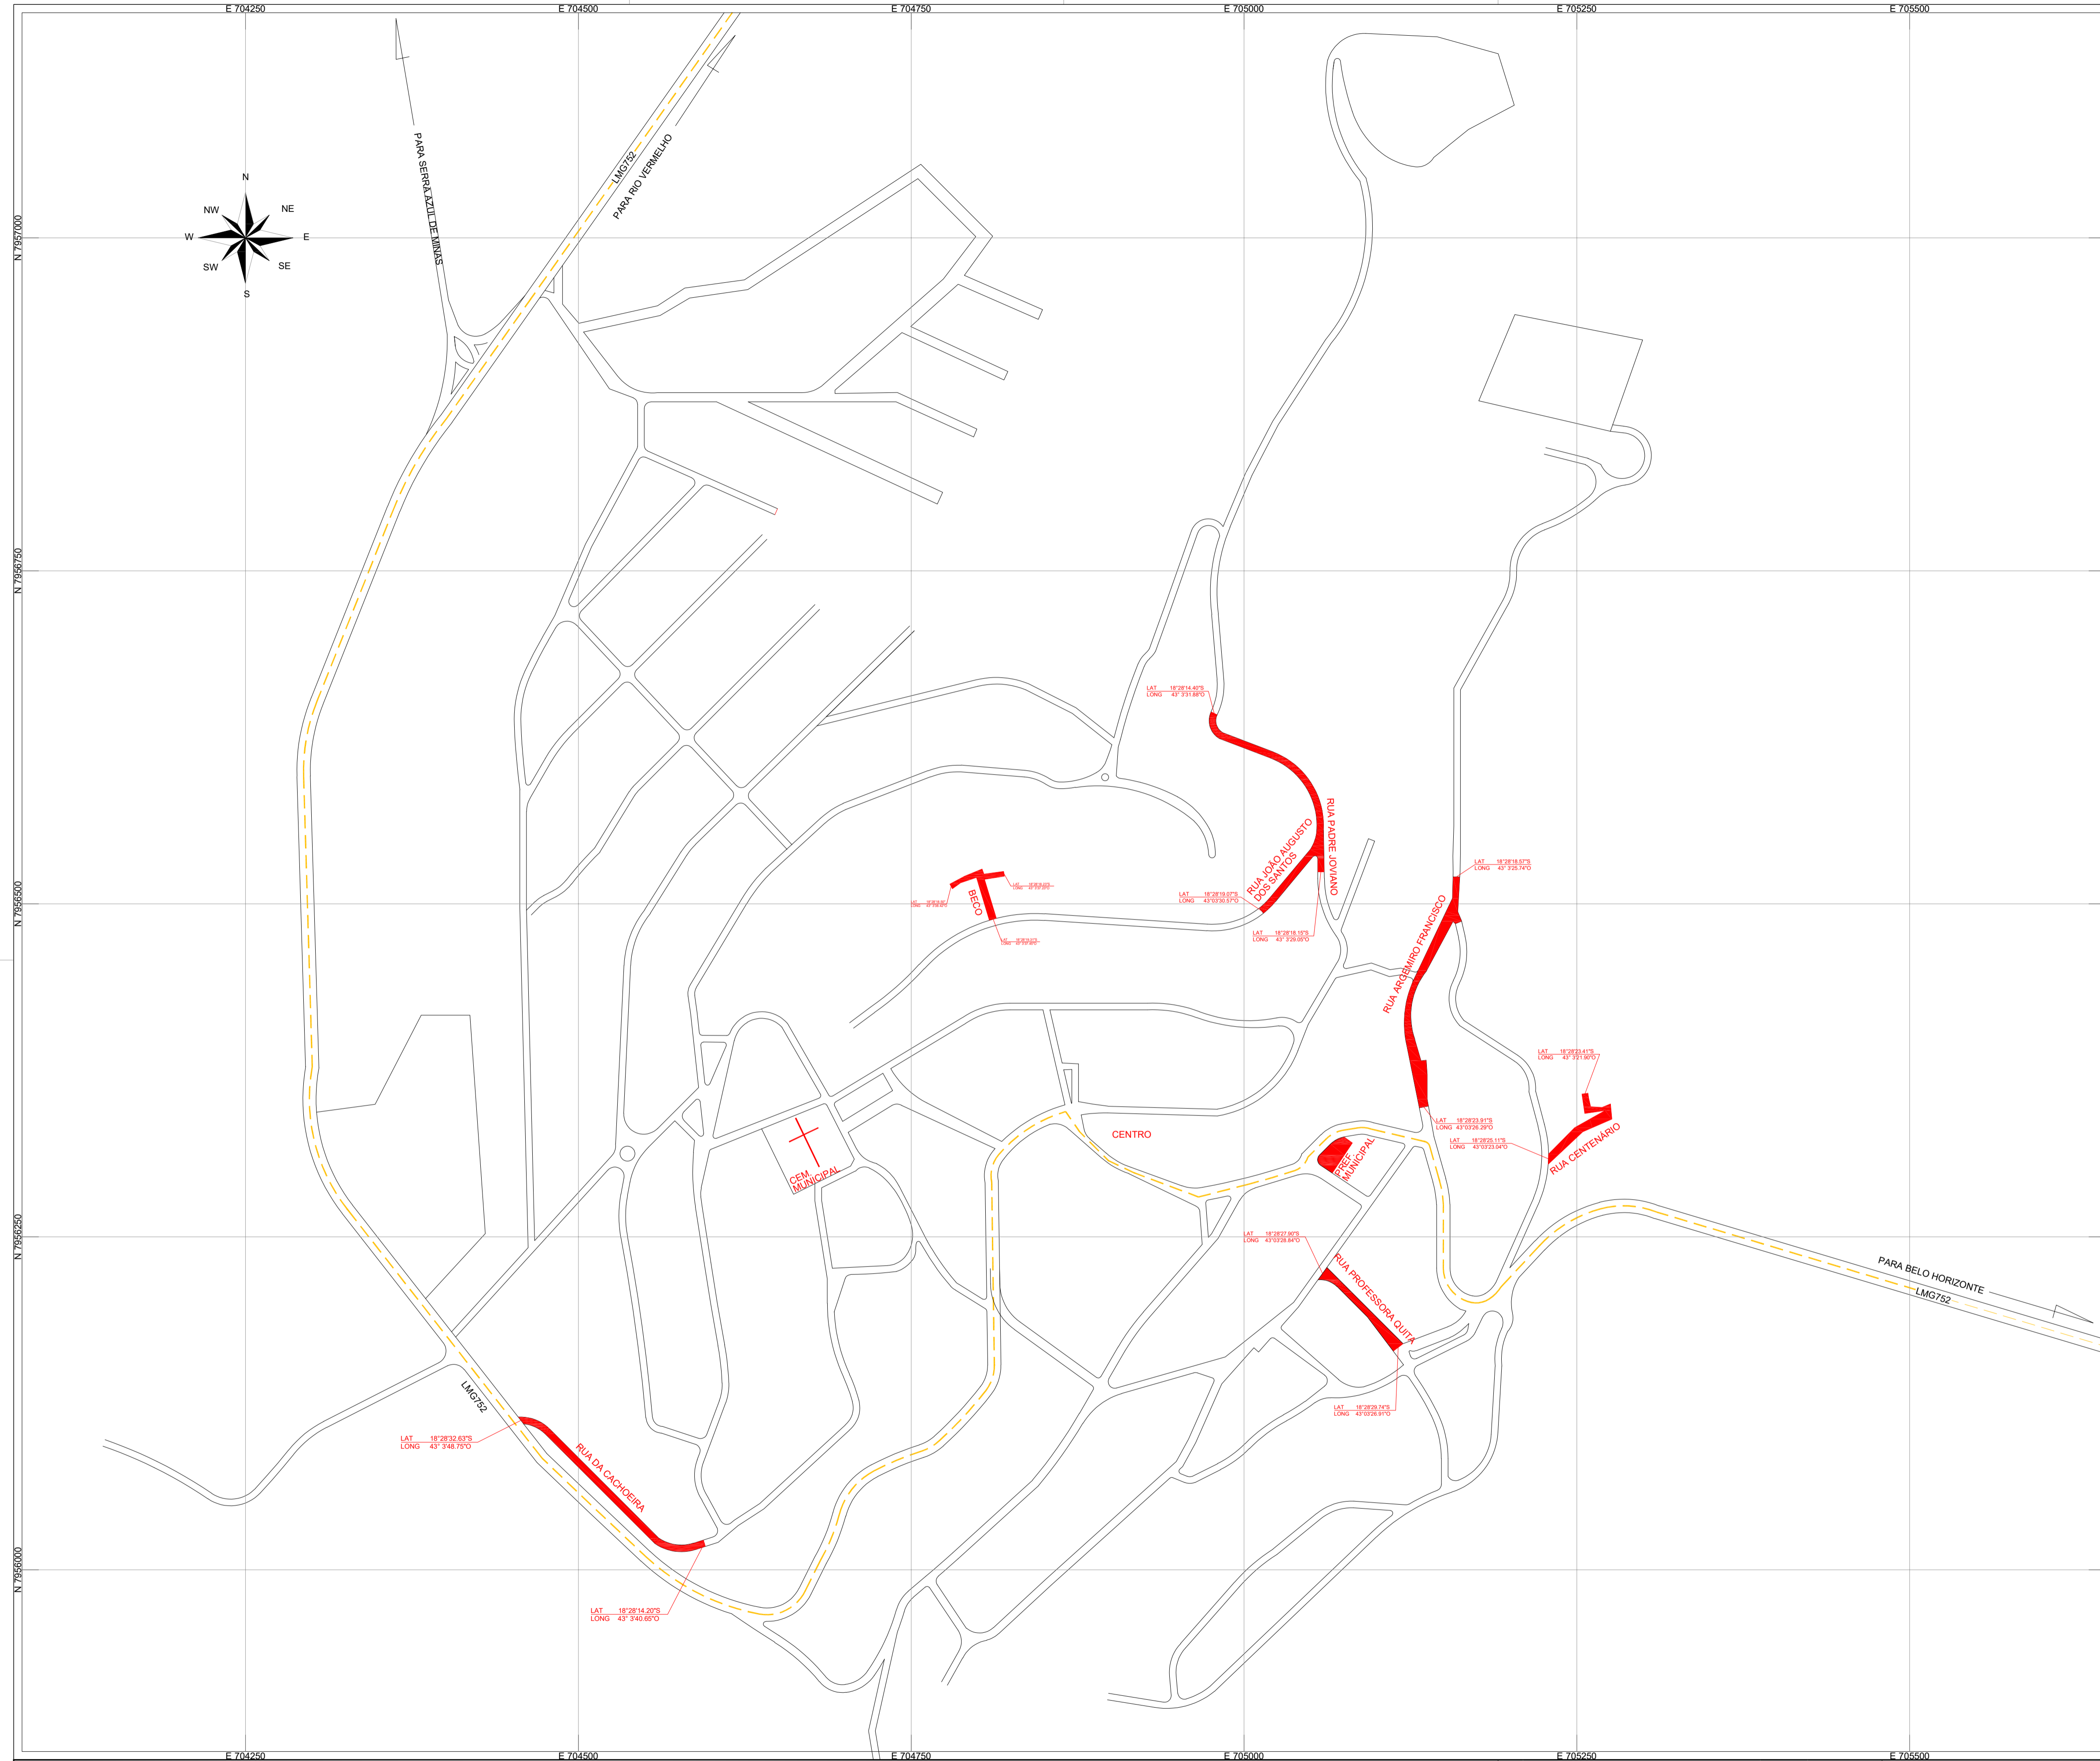 E 704250
E 704500
E 704750
E 705000
E 705250
E 705500
N 7957000
N 7956750
N 7956500
N 7956250
N 7956000
N
NE
E
SE
S
SW
W
NW
PARA SERRA AZUL DE MINAS
LMG752
PARA RIO VERMELHO
LAT 18°28'14.40"S
LONG 43° 3'31.88"O
RUA PADRE JOVIANO
RUA JOÃO AUGUSTO
DOS SANTOS
LAT 18°28'19.07"S
LONG 43°03'30.57"O
LAT 18°28'18.15"S
LONG 43° 3'29.05"O
LAT 18°28'18.57"S
LONG 43° 3'25.74"O
RUA ARGEMIRO FRANCISCO
BECO
LAT
LONG
LAT
LONG
LAT
LONG
LAT 18°28'23.41"S
LONG 43° 3'21.90"O
LAT 18°28'23.91"S
LONG 43°03'26.29"O
LAT 18°28'25.11"S
LONG 43°03'23.04"O
RUA CENTENÁRIO
CENTRO
PREF.
MUNICIPAL
CEM.
MUNICIPAL
LAT 18°28'27.90"S
LONG 43°03'28.84"O
RUA PROFESSORA QUITA
PARA BELO HORIZONTE
LMG752
LAT 18°28'29.74"S
LONG 43°03'26.91"O
LMG752
LAT 18°28'32.63"S
LONG 43° 3'48.75"O
RUA DA CACHOEIRA
LAT 18°28'14.20"S
LONG 43° 3'40.65"O
E 704250
E 704500
E 704750
E 705000
E 705250
E 705500